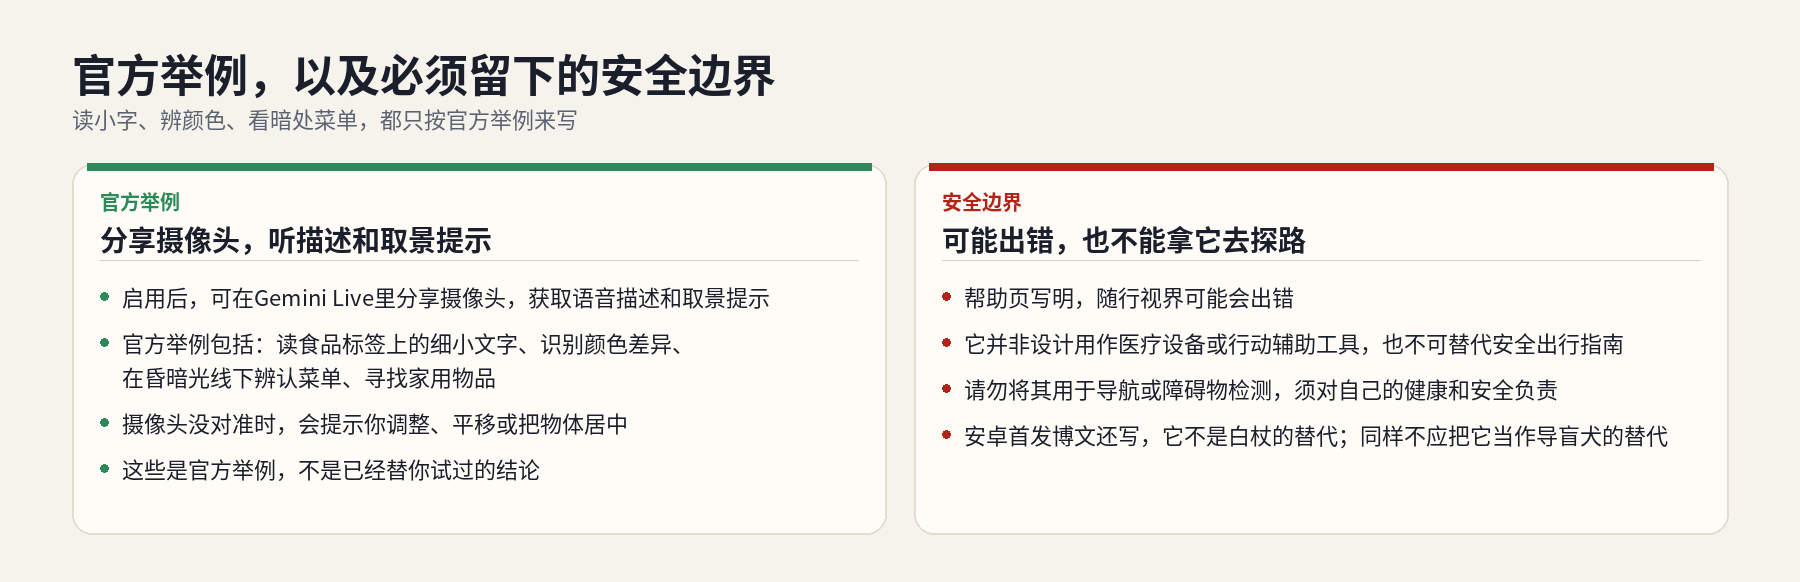 官方举例，以及必须留下的安全边界
读小字、辨颜色、看暗处菜单，都只按官方举例来写
官方举例
分享摄像头，听描述和取景提示
启用后，可在Gemini Live里分享摄像头，获取语音描述和取景提示
官方举例包括：读食品标签上的细小文字、识别颜色差异、
在昏暗光线下辨认菜单、寻找家用物品
摄像头没对准时，会提示你调整、平移或把物体居中
这些是官方举例，不是已经替你试过的结论
安全边界
可能出错，也不能拿它去探路
帮助页写明，随行视界可能会出错
它并非设计用作医疗设备或行动辅助工具，也不可替代安全出行指南
请勿将其用于导航或障碍物检测，须对自己的健康和安全负责
安卓首发博文还写，它不是白杖的替代；同样不应把它当作导盲犬的替代